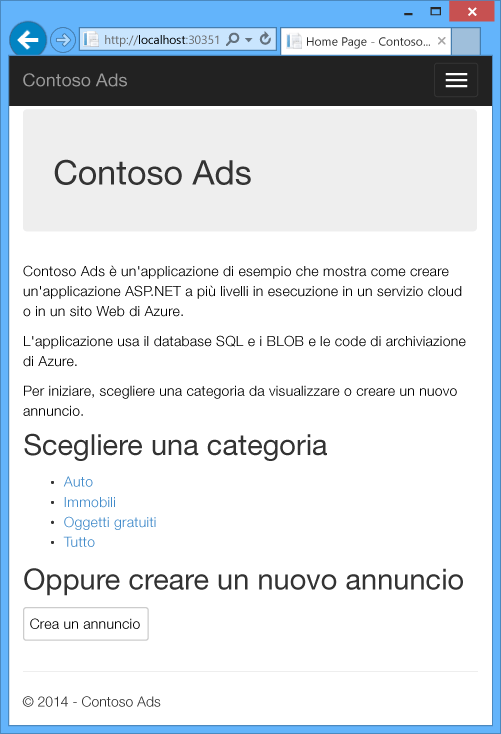 http://localhost:30351
Home Page - Contoso...
Contoso Ads
Contoso Ads
Contoso Ads è un'applicazione di esempio che mostra come creare
un'applicazione ASP.NET a più livelli in esecuzione in un servizio cloud
o in un sito Web di Azure.
L'applicazione usa il database SQL e i BLOB e le code di archiviazione
di Azure.
Per iniziare, scegliere una categoria da visualizzare o creare un nuovo
annuncio.
Scegliere una categoria
• Auto
• Immobili
• Oggetti gratuiti
• Tutto
Oppure creare un nuovo annuncio
Crea un annuncio
© 2014 - Contoso Ads